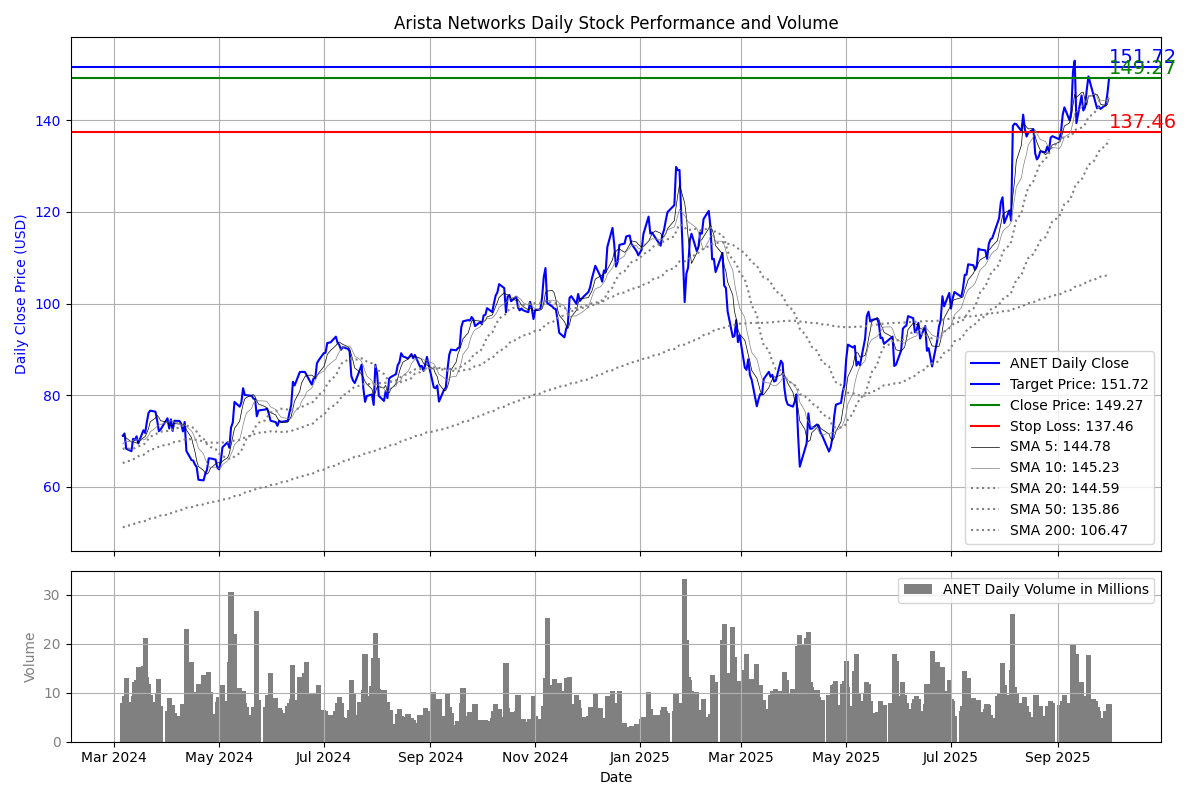 Arista Networks Daily Stock Performance and Volume
Daily Close Price (USD)
140
120
100
80
60
151.72
149.27
137.46
ANET Daily Close
Target Price: 151.72
Close Price: 149.27
Stop Loss: 137.46
SMA 5: 144.78
SMA 10: 145.23
SMA 20: 144.59
SMA 50: 135.86
SMA 200: 106.47
Volume
30
20
10
0
ANET Daily Volume in Millions
Mar 2024 May 2024 Jul 2024 Sep 2024 Nov 2024 Jan 2025 Mar 2025 May 2025 Jul 2025 Sep 2025
Date